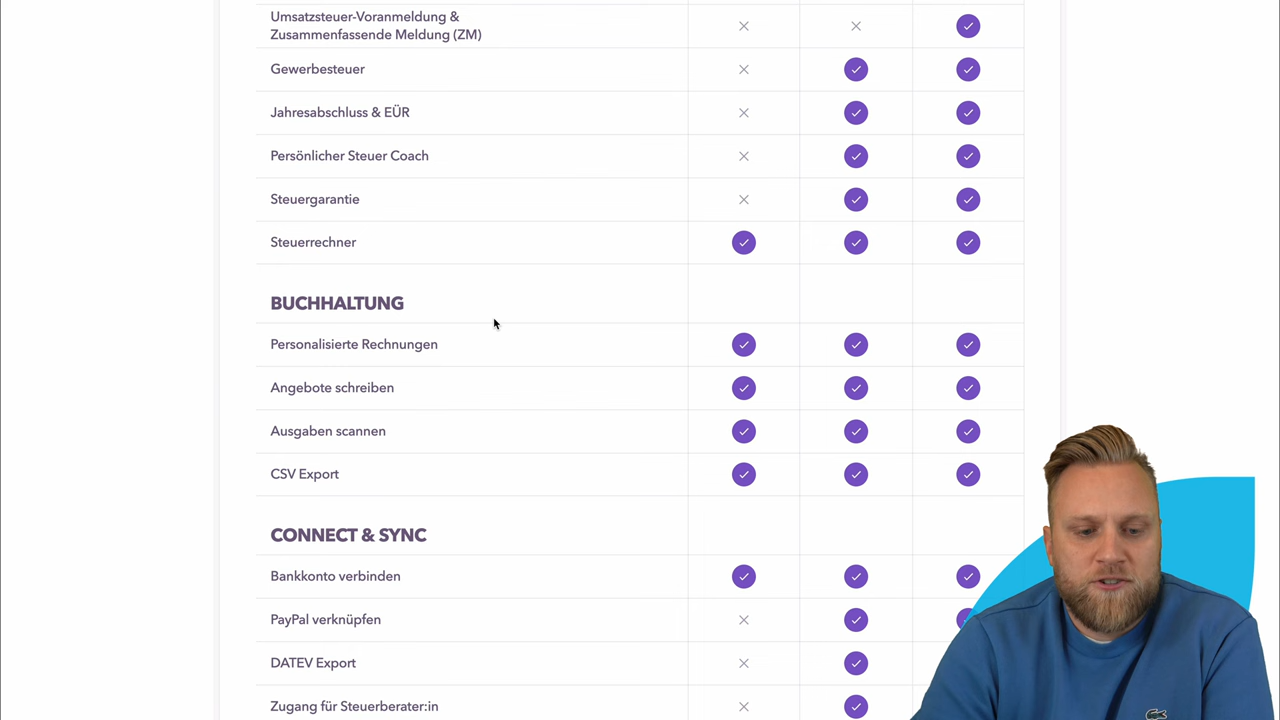 Umsatzsteuer-Voranmeldung &
Zusammenfassende Meldung (ZM)
Gewerbesteuer
Jahresabschluss & EÜR
Persönlicher Steuer Coach
Steuergarantie
Steuerrechner
BUCHHALTUNG
Personalisierte Rechnungen
Angebote schreiben
Ausgaben scannen
CSV Export
CONNECT & SYNC
Bankkonto verbinden
PayPal verknüpfen
DATEV Export
Zugang für Steuerberater:in